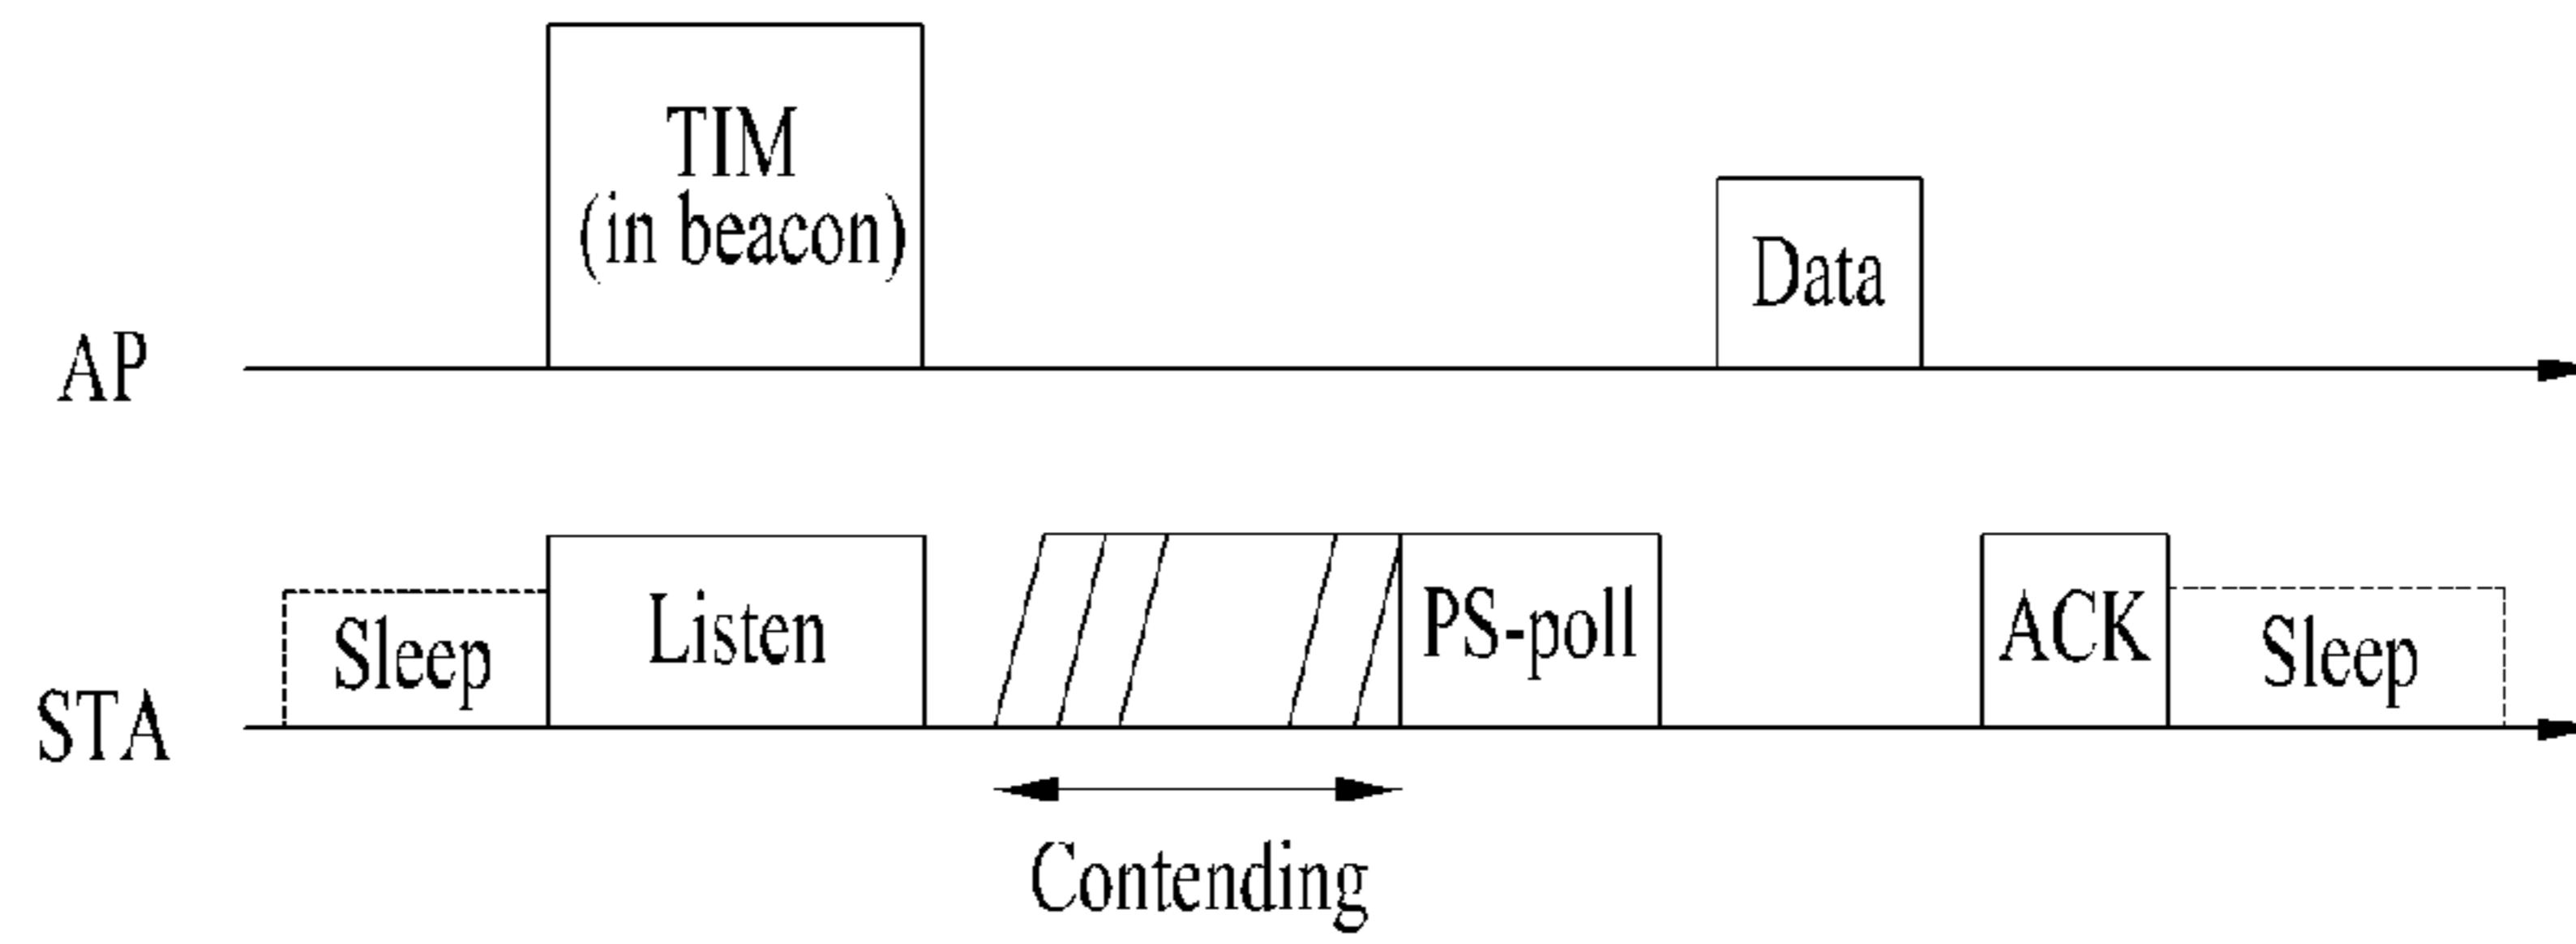 TIM
(in beacon)
Data
AP
Sleep
Listen
PS-poll
ACK
Sleep
STA
Contending